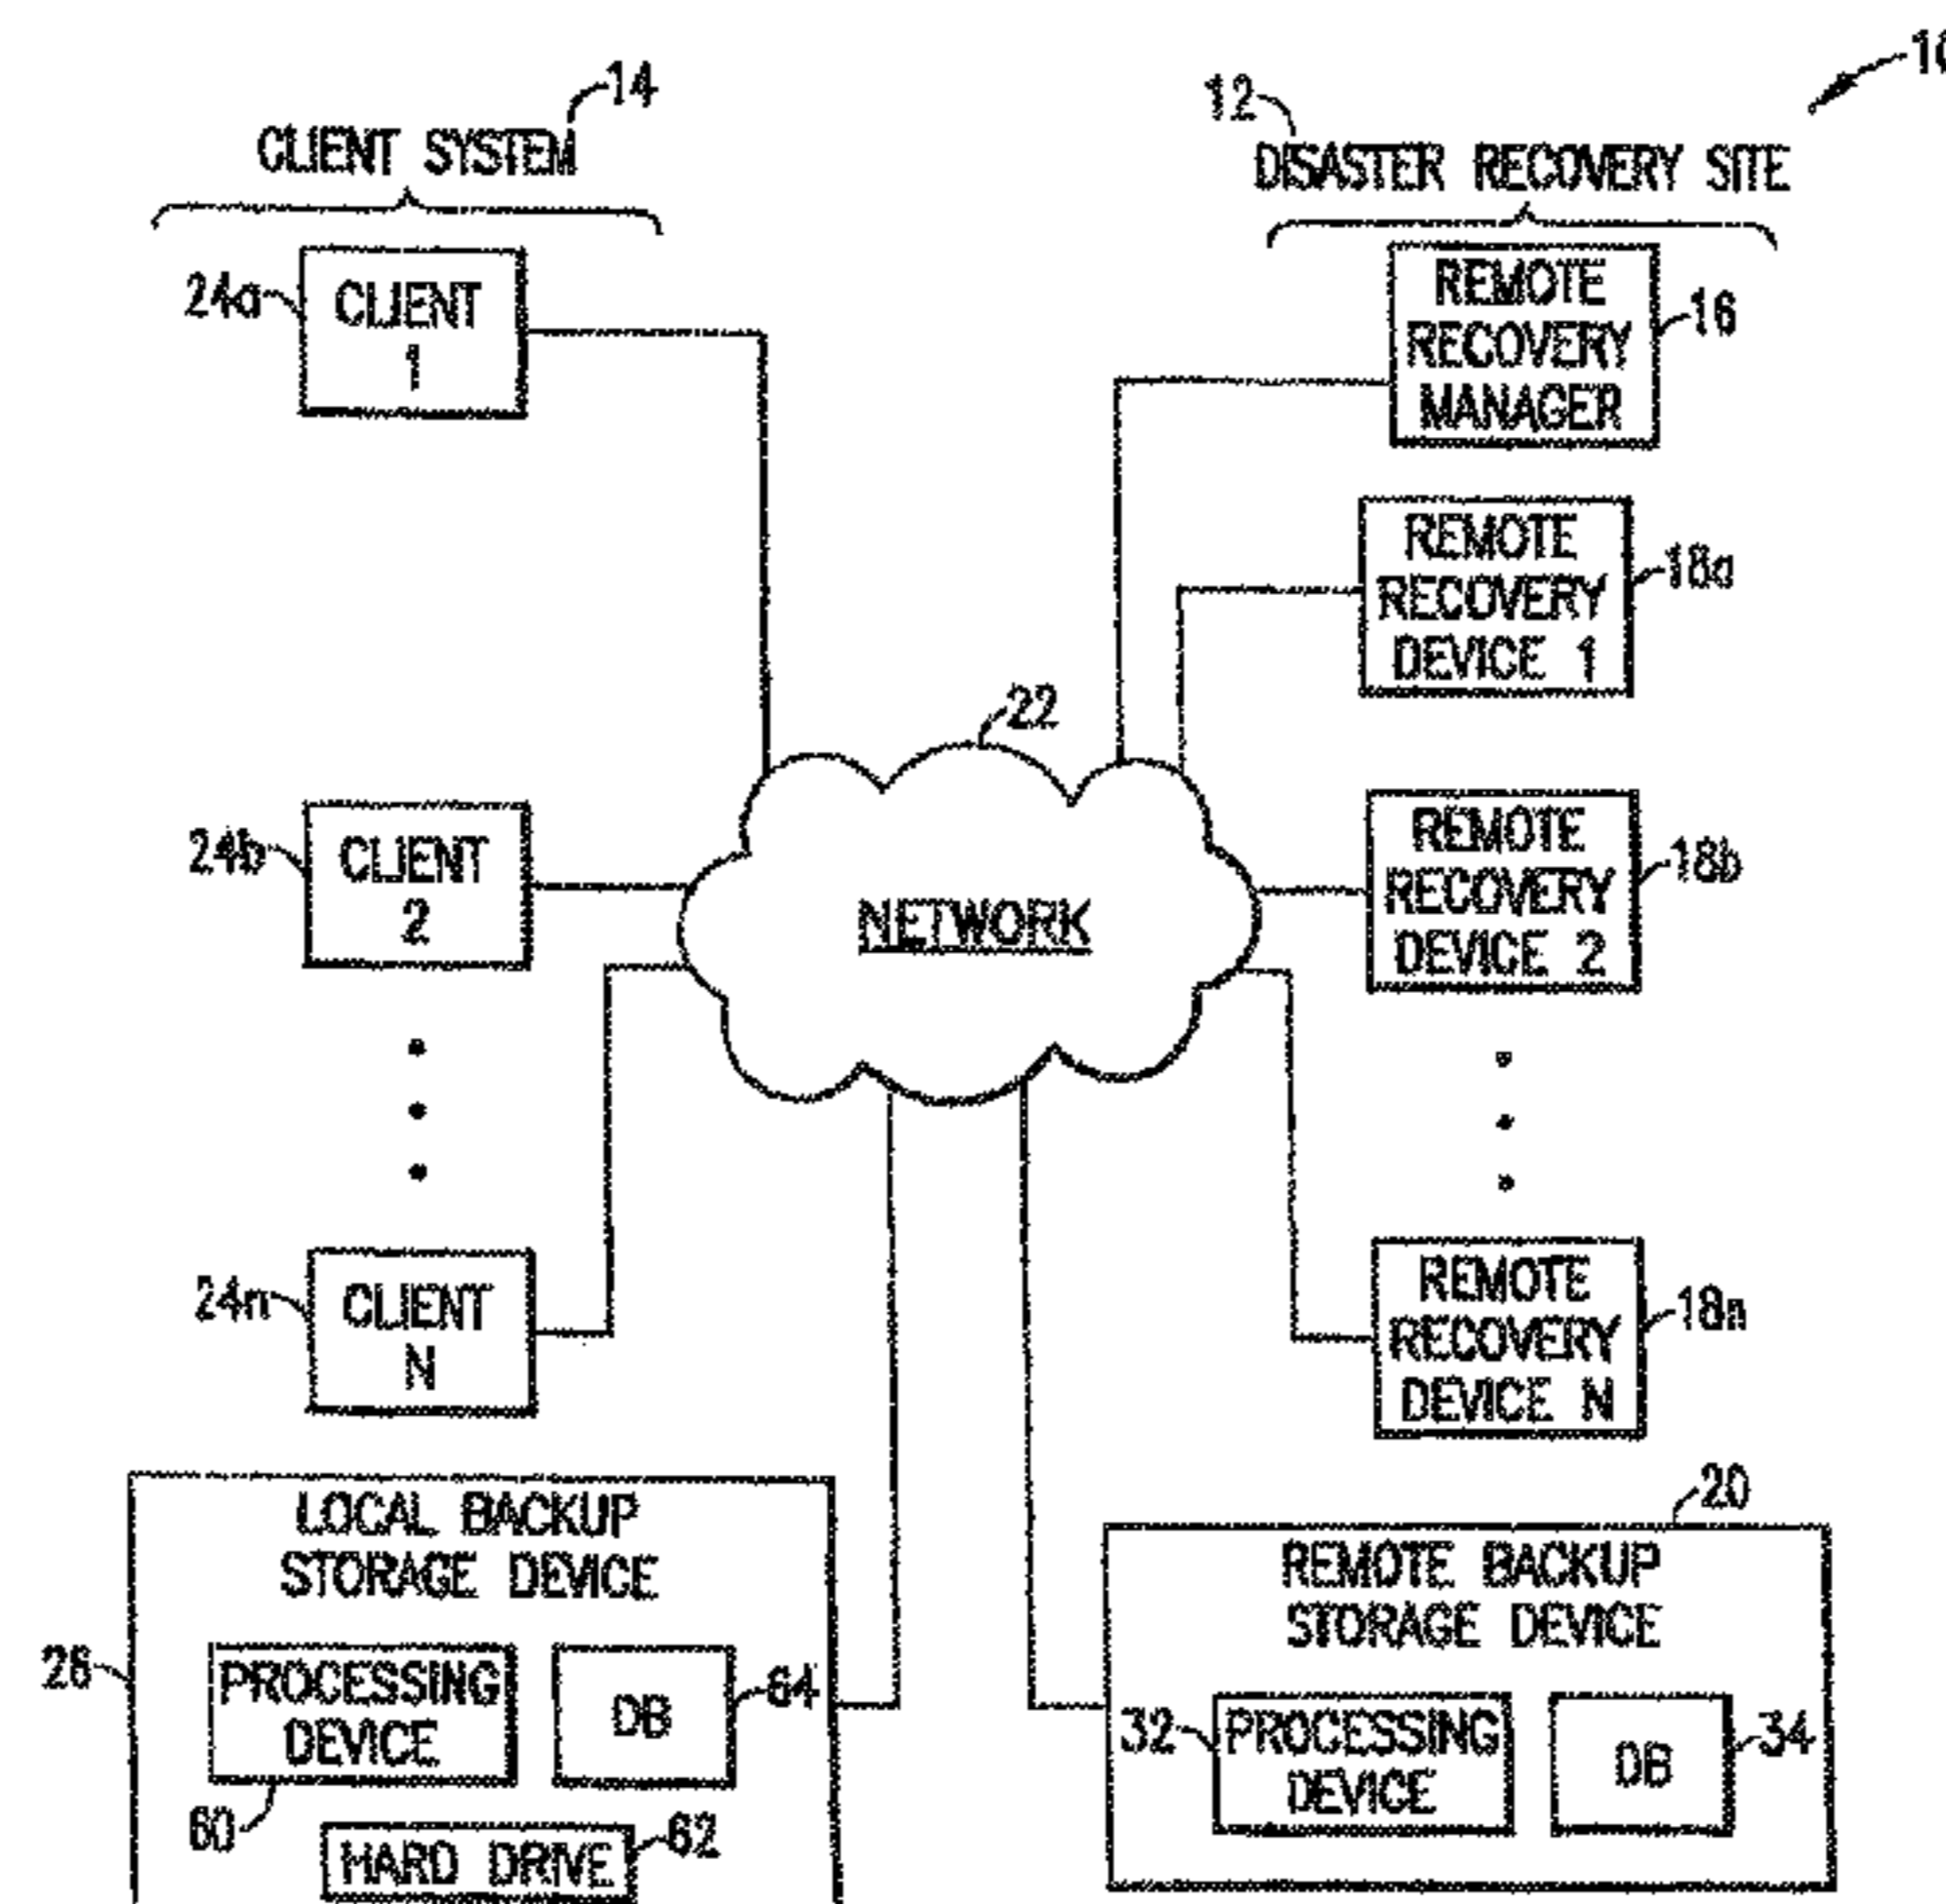 14
CLIENT SYSTEM
12
DISASTER RECOVERY SITE
24a
CLIENT
1
REMOTE
RECOVERY
MANAGER
16
REMOTE
RECOVERY
DEVICE 1
18a
22
NETWORK
24b
CLIENT
2
REMOTE
RECOVERY
DEVICE 2
18b
24n
CLIENT
N
REMOTE
RECOVERY
DEVICE N
18n
LOCAL BACKUP
STORAGE DEVICE
PROCESSING
DEVICE
60
DB
64
HARD DRIVE
62
20
REMOTE BACKUP
STORAGE DEVICE
32
PROCESSING
DEVICE
DB
34